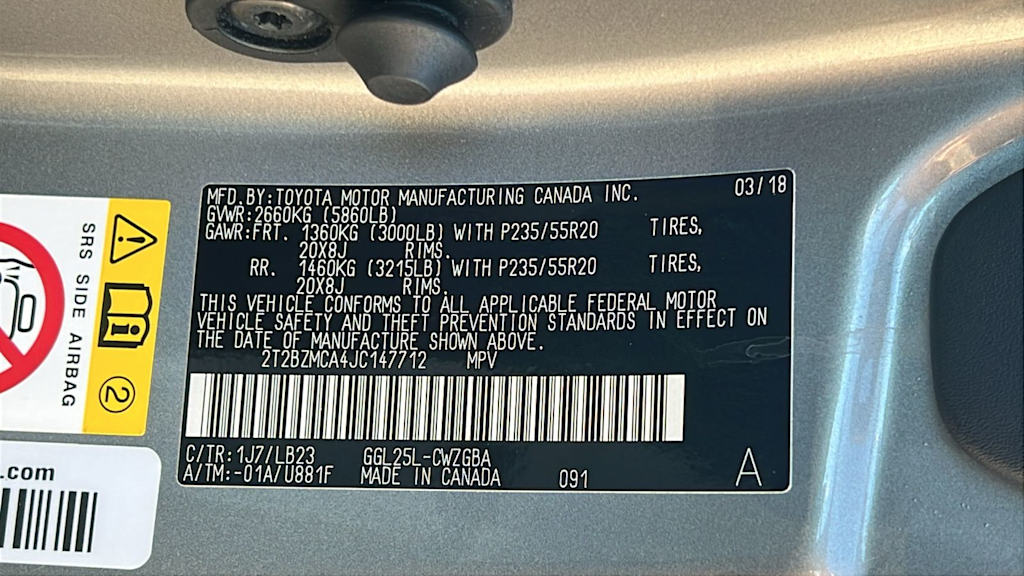 MFD.BY:TOYOTA MOTOR MANUFACTURING CANADA INC. 03/18
GVWR:2660KG (5860LB)
GAWR:FRT. 1360KG (3000LB) WITH P235/55R20 TIRES,
20X8J RIMS.
RR. 1460KG (3215LB) WITH P235/55R20 TIRES,
20X8J RIMS.
THIS VEHICLE CONFORMS TO ALL APPLICABLE FEDERAL MOTOR
VEHICLE SAFETY AND THEFT PREVENTION STANDARDS IN EFFECT ON
THE DATE OF MANUFACTURE SHOWN ABOVE.
2T2BZMCA4JC147712 MPV
C/TR:1J7/LB23 GGL25L-CWZGBA
A/TM:-01A/U881F MADE IN CANADA 091 A
SRS SIDE AIRBAG
2
.com